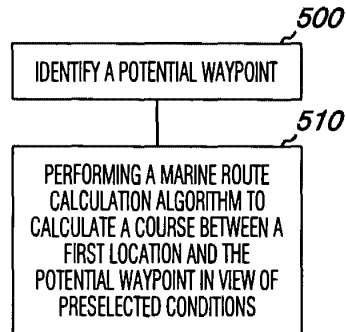 500
IDENTIFY A POTENTIAL WAYPOINT
510
PERFORMING A MARINE ROUTE
CALCULATION ALGORITHM TO
CALCULATE A COURSE BETWEEN A
FIRST LOCATION AND THE
POTENTIAL WAYPOINT IN VIEW OF
PRESELECTED CONDITIONS